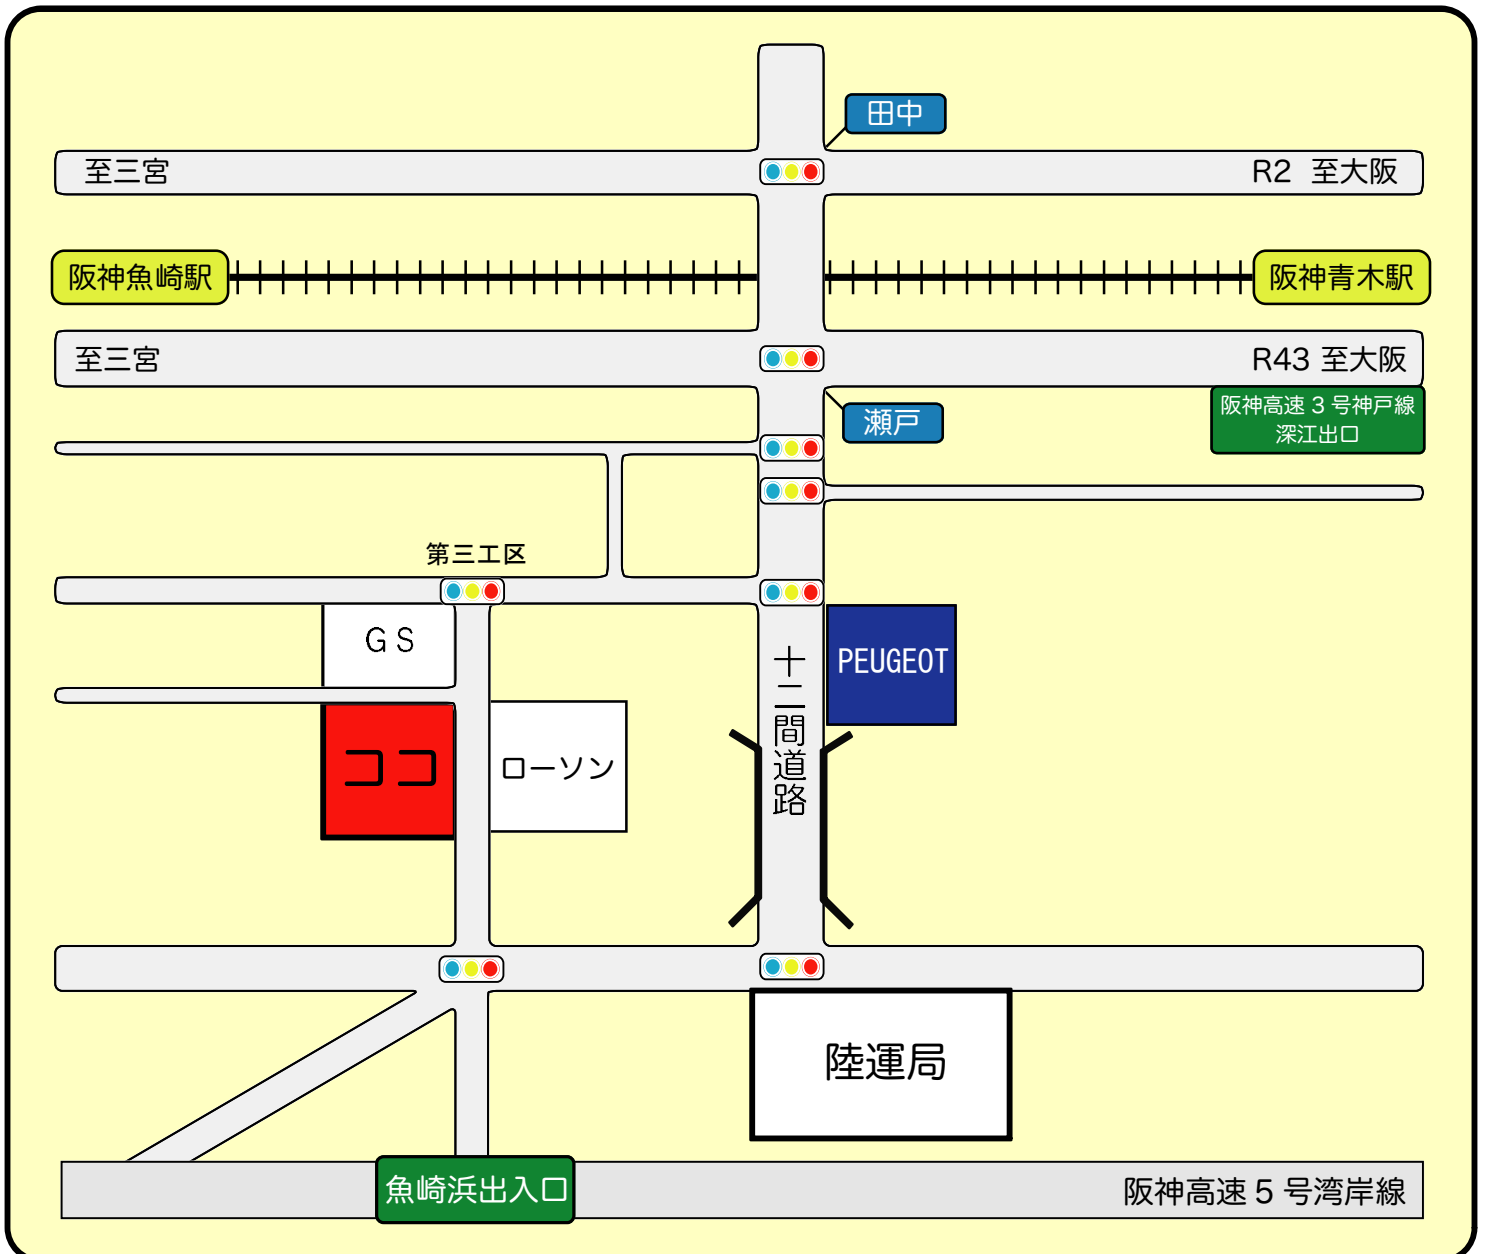 田中
至三宮
R2 至大阪
阪神魚崎駅
阪神青木駅
至三宮
R43 至大阪
阪神高速３号神戸線
深江出口
瀬戸
第三工区
ＧＳ
PEUGEOT
十二間道路
ココ
ローソン
陸運局
魚崎浜出入口
阪神高速５号湾岸線